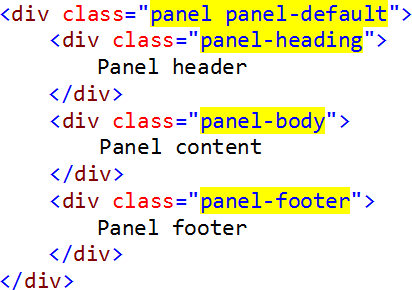 <div class="panel panel-default">
    <div class="panel-heading">
        Panel header
    </div>
    <div class="panel-body">
        Panel content
    </div>
    <div class="panel-footer">
        Panel footer
    </div>
</div>